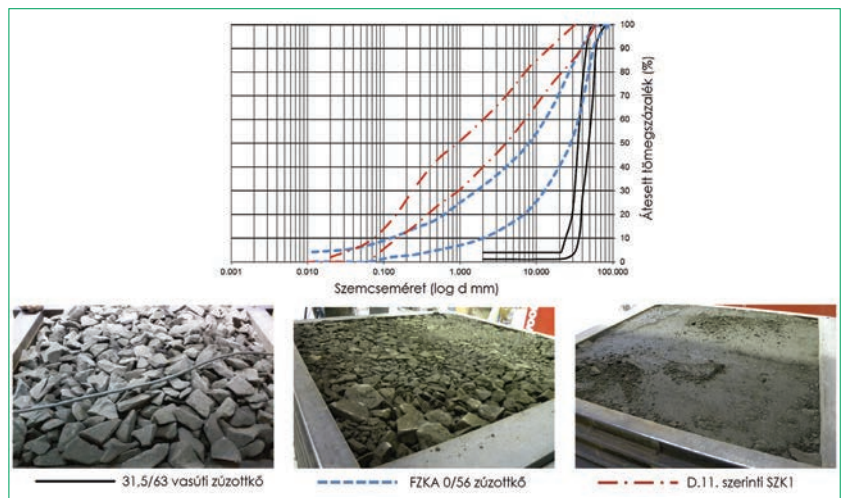 100
90
80
70
60
50
40
30
20
10
0
Átesett tömegszázalék (%)
0.001 0.010 0.100 1.000 10.000 100.000
Szemcseméret (log d mm)
31,5/63 vasúti zúzottkő FZKA 0/56 zúzottkő D.11. szerinti SZK1